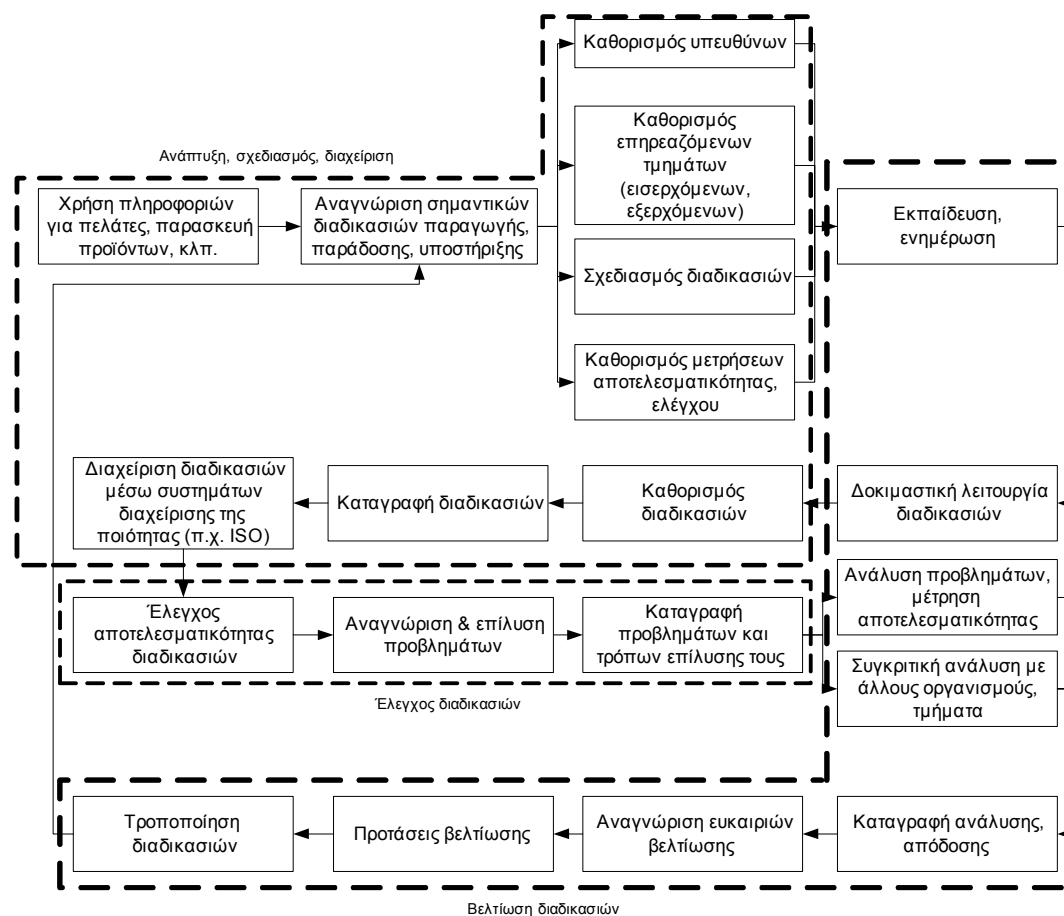 Καθορισμός υπευθύνων
Καθορισμός
επηρεαζόμενων
τμημάτων
(εισερχόμενων,
εξερχόμενων)
Ανάπτυξη, σχεδιασμός, διαχείριση
Χρήση πληροφοριών
για πελάτες, παρασκευή
προϊόντων, κλπ.
Αναγνώριση σημαντικών
διαδικασιών παραγωγής,
παράδοσης, υποστήριξης
Εκπαίδευση,
ενημέρωση
Σχεδιασμός διαδικασιών
Καθορισμός μετρήσεων
αποτελεσματικότητας,
ελέγχου
Διαχείριση διαδικασιών
μέσω συστημάτων
διαχείρισης της
ποιότητας (π.χ. ISO)
Καταγραφή διαδικασιών
Καθορισμός
διαδικασιών
Δοκιμαστική λειτουργία
διαδικασιών
Έλεγχος
αποτελεσματικότητας
διαδικασιών
Αναγνώριση & επίλυση
προβλημάτων
Καταγραφή
προβλημάτων και
τρόπων επίλυσης τους
Ανάλυση προβλημάτων,
μέτρηση
αποτελεσματικότητας
Συγκριτική ανάλυση με
άλλους οργανισμούς,
τμήματα
Έλεγχος διαδικασιών
Τροποποίηση
διαδικασιών
Προτάσεις βελτίωσης
Αναγνώριση ευκαιριών
βελτίωσης
Καταγραφή ανάλυσης,
απόδοσης
Βελτίωση διαδικασιών